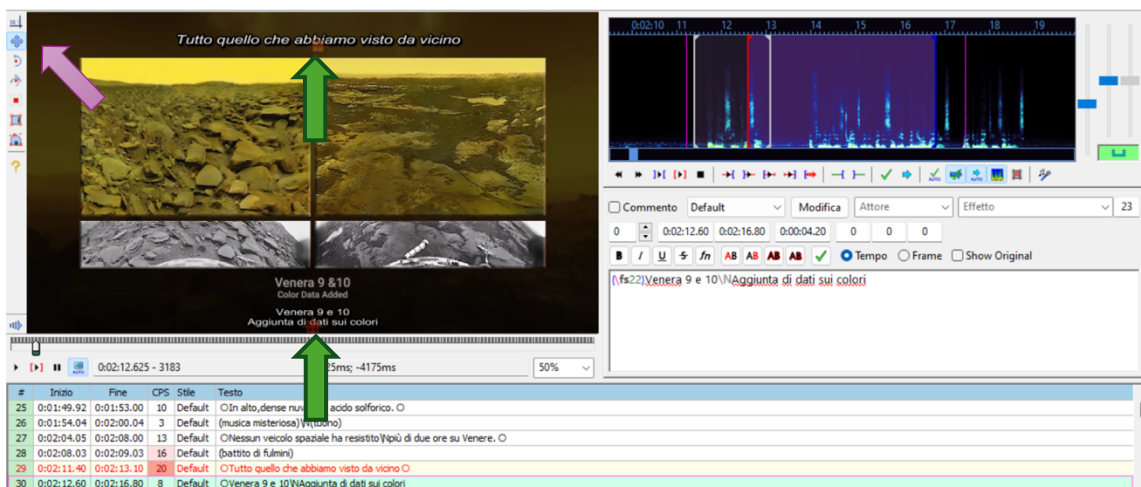 Tutto quello che abbiamo visto da vicino
Venera 9 &10
Color Data Added
Venera 9 e 10
Aggiunta di dati sui colori
0:02:12.625 - 3183
25ms; -4175ms
50%
0:02:10 11 12 13 14 15 16 17 18 19
Commento Default Modifica Attore Effetto 23
0 0:02:12.60 0:02:16.80 0:00:04.20 0 0 0
B I U S fn AB AB AB AB Tempo Frame Show Original
{\fs22}Venera 9 e 10\NAggiunta di dati sui colori
# Inizio Fine CPS Stile Testo
25 0:01:49.92 0:01:53.00 10 Default In alto,dense acido solforico.
26 0:01:54.04 0:02:00.04 3 Default (musica misteriosa)
27 0:02:04.05 0:02:08.00 13 Default Nessun veicolo spaziale ha resistito\Npiù di due ore su Venere.
28 0:02:08.03 0:02:09.03 16 Default (battito di fulmini)
29 0:02:11.40 0:02:13.10 20 Default Tutto quello che abbiamo visto da vicino
30 0:02:12.60 0:02:16.80 8 Default Venera 9 e 10\NAggiunta di dati sui colori